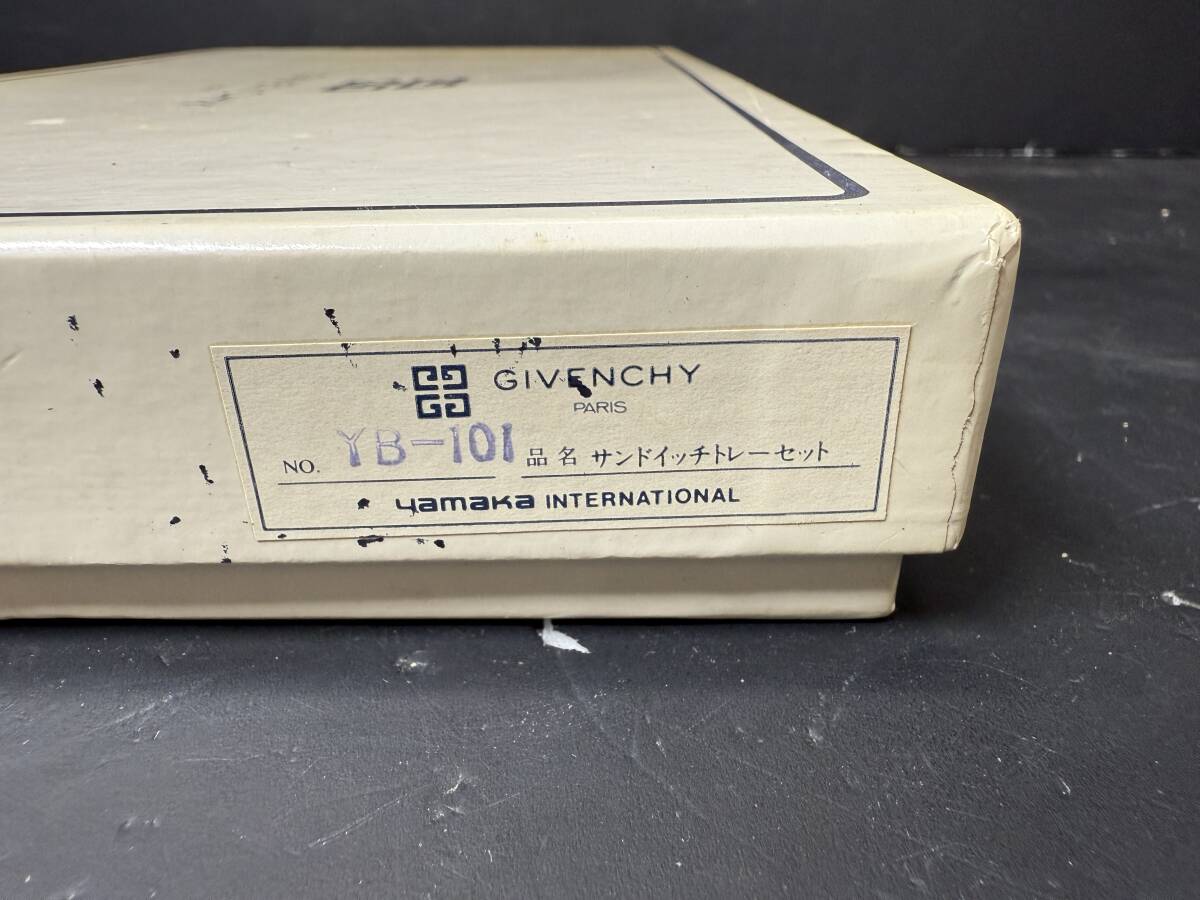 GIVENCHY
PARIS
NO. YB-101 品名 サンドイッチトレーセット
yamaka INTERNATIONAL